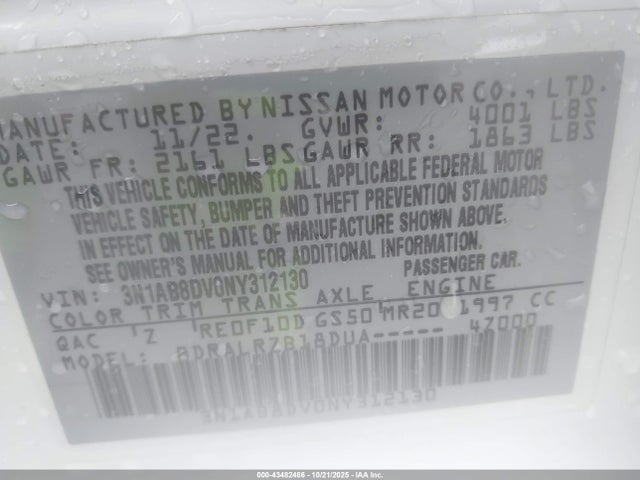 MANUFACTURED BY NISSAN MOTOR CO., LTD.
DATE: 11/22. GVWR: 4001 LBS
GAWR FR: 2161 LBS GAWR RR: 1863 LBS
THIS VEHICLE CONFORMS TO ALL APPLICABLE FEDERAL MOTOR
VEHICLE SAFETY, BUMPER AND THEFT PREVENTION STANDARDS
IN EFFECT ON THE DATE OF MANUFACTURE SHOWN ABOVE.
SEE OWNER'S MANUAL FOR ADDITIONAL INFORMATION.
VIN: 3N1AB8DV0NY312130 PASSENGER CAR.
COLOR TRIM TRANS AXLE ENGINE
QAC Z RE0F10D GS50 MR20 1997 CC
BDRALRZB18DUA----- 47000
3N1AB8DV0NY312130
000-43482466 | 10/21/2025 - IAA Inc.